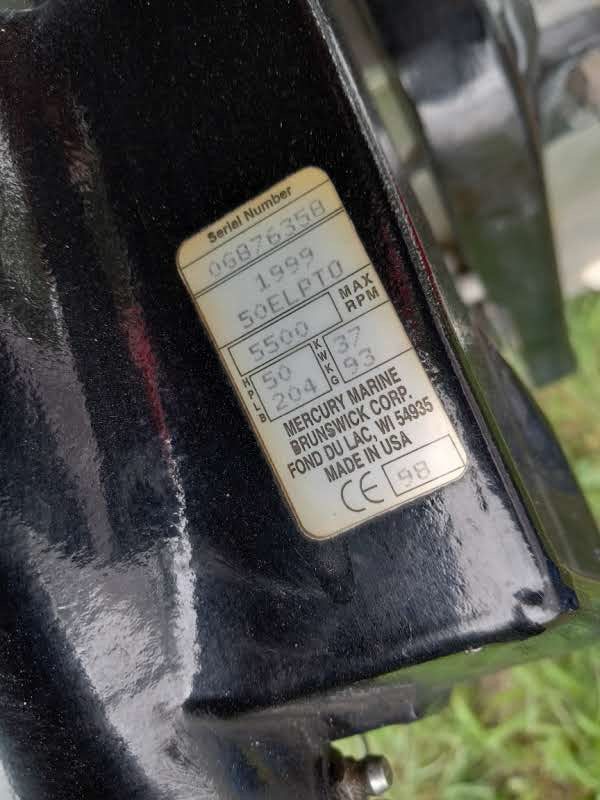 Serial Number
0G876358
1999
50ELPTO
5500 MAX RPM
HP 50 KW 37
LB 204 KG 93
MERCURY MARINE
BRUNSWICK CORP.
FOND DU LAC, WI 54935
MADE IN USA
CE 98